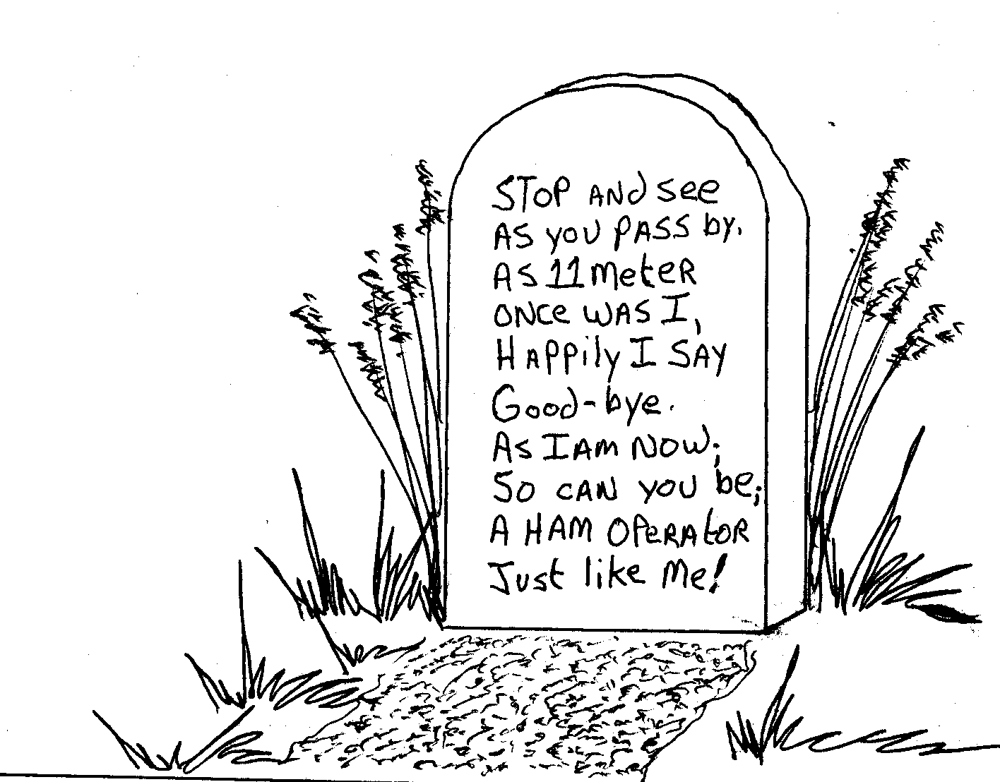 STOP AND see
AS you PASS by,
AS 11 meteR
ONCe WAS I,
HAppily I SAy
Good-bye.
As I Am NOW;
So CAN you be;
A HAM OPeRAtoR
Just like Me!